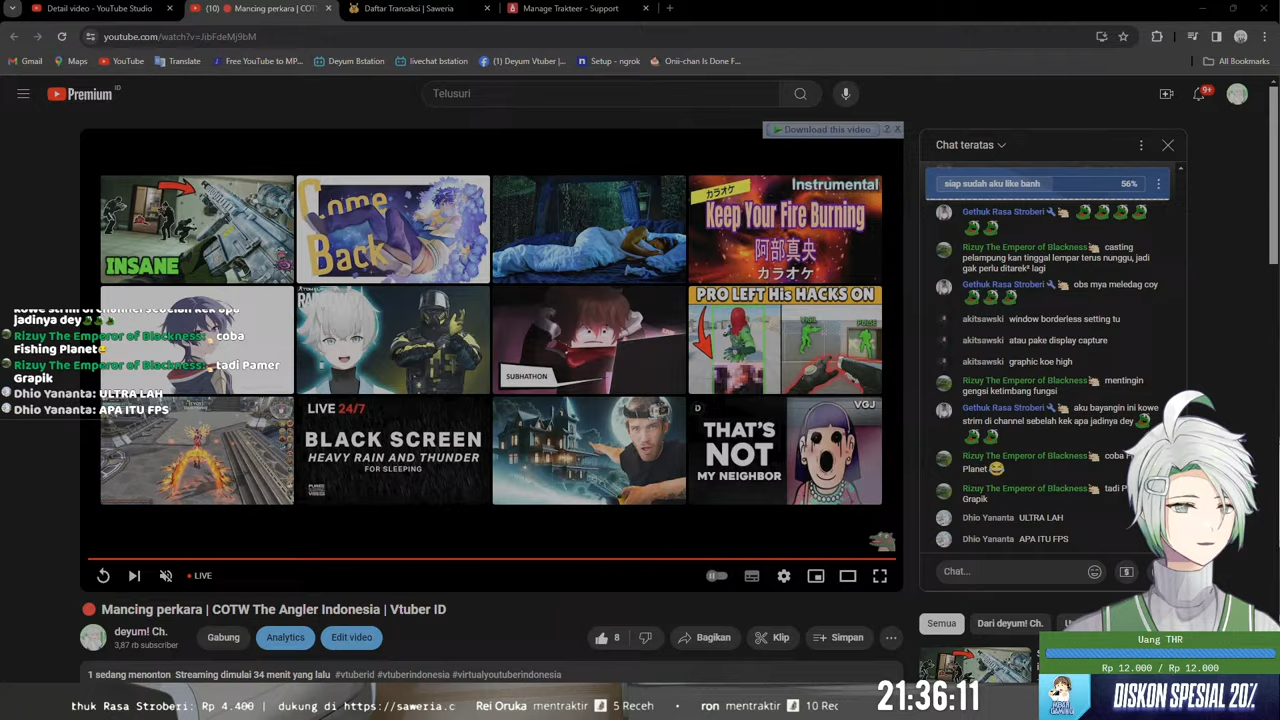 Detail video - YouTube Studio
(10) Mancing perkara | COT
Daftar Transaksi | Saweria
Manage Trakteer - Support
youtube.com/watch?v=JibFdeMj9bM
Gmail
Maps
YouTube
Translate
Free YouTube to MP...
Deyum Bstation
livechat bstation
(1) Deyum Vtuber |...
Setup - ngrok
Onii-chan Is Done F...
All Bookmarks
Premium ID
Telusuri
9+
Download this video ? X
INSANE
Come Back
カラオケ
Instrumental
Keep Your Fire Burning
阿部真央
カラオケ
SUBHATHON
PRO LEFT His HACKS ON
LIVE 24/7
BLACK SCREEN
HEAVY RAIN AND THUNDER
FOR SLEEPING
D
VGJ
THAT'S
NOT
MY NEIGHBOR
jadinya dey
Rizuy The Emperor of Blackness: coba
Fishing Planet
Rizuy The Emperor of Blackness: tadi Pamer
Grapik
Dhio Yananta: ULTRA LAH
Dhio Yananta: APA ITU FPS
LIVE
Chat teratas
siap sudah aku like banh 56%
Gethuk Rasa Stroberi
Rizuy The Emperor of Blackness casting
pelampung kan tinggal lempar terus nunggu, jadi
gak perlu ditarek² lagi
Gethuk Rasa Stroberi obs mya meledag coy
akitsawski window borderless setting tu
akitsawski atau pake display capture
akitsawski graphic koe high
Rizuy The Emperor of Blackness mentingin
gengsi ketimbang fungsi
Gethuk Rasa Stroberi aku bayangin ini kowe
strim di channel sebelah kek apa jadinya dey
Rizuy The Emperor of Blackness coba
Planet
Rizuy The Emperor of Blackness tadi
Grapik
Dhio Yananta ULTRA LAH
Dhio Yananta APA ITU FPS
Chat...
Mancing perkara | COTW The Angler Indonesia | Vtuber ID
deyum! Ch.
3,87 rb subscriber
Gabung
Analytics
Edit video
8
Bagikan
Klip
Simpan
Semua
Dari deyum! Ch.
1 sedang menonton Streaming dimulai 34 menit yang lalu #vtuberid #vtuberindonesia #virtualyoutuberindonesia
Uang THR
Rp 12.000 / Rp 12.000
DISKON SPESIAL 20%
thuk Rasa Stroberi: Rp 4.400 | dukung di https://saweria.c
Rei Oruka mentraktir 5 Receh
ron mentraktir 10 Rec
21:36:11